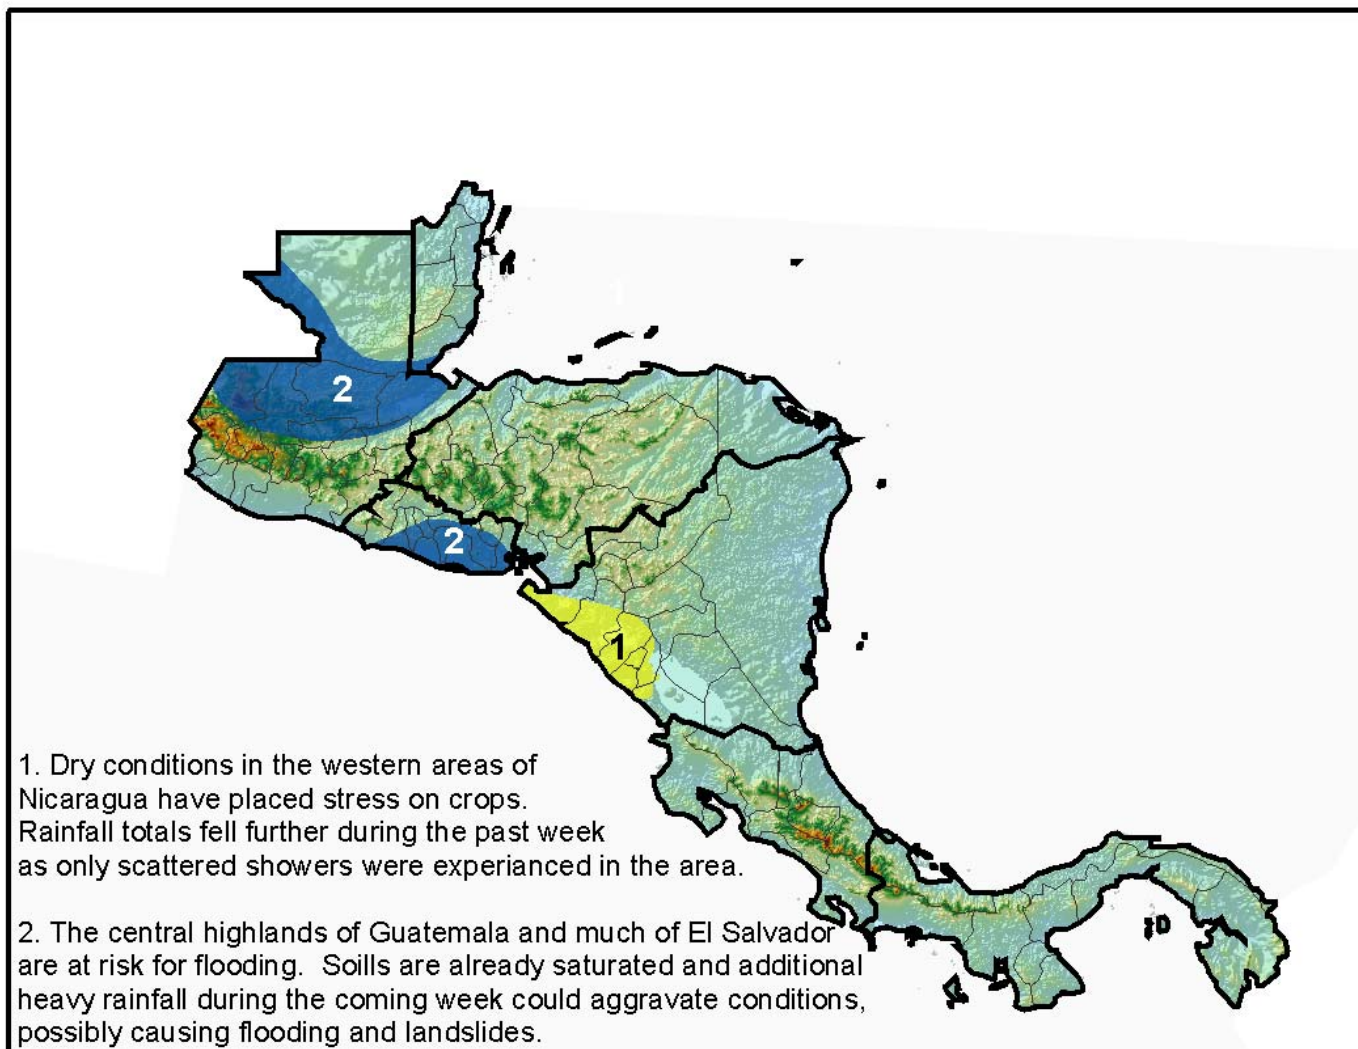 2
2
1
1. Dry conditions in the western areas of
Nicaragua have placed stress on crops.
Rainfall totals fell further during the past week
as only scattered showers were experianced in the area.
2. The central highlands of Guatemala and much of El Salvador
are at risk for flooding.  Soills are already saturated and additional
heavy rainfall during the coming week could aggravate conditions,
possibly causing flooding and landslides.